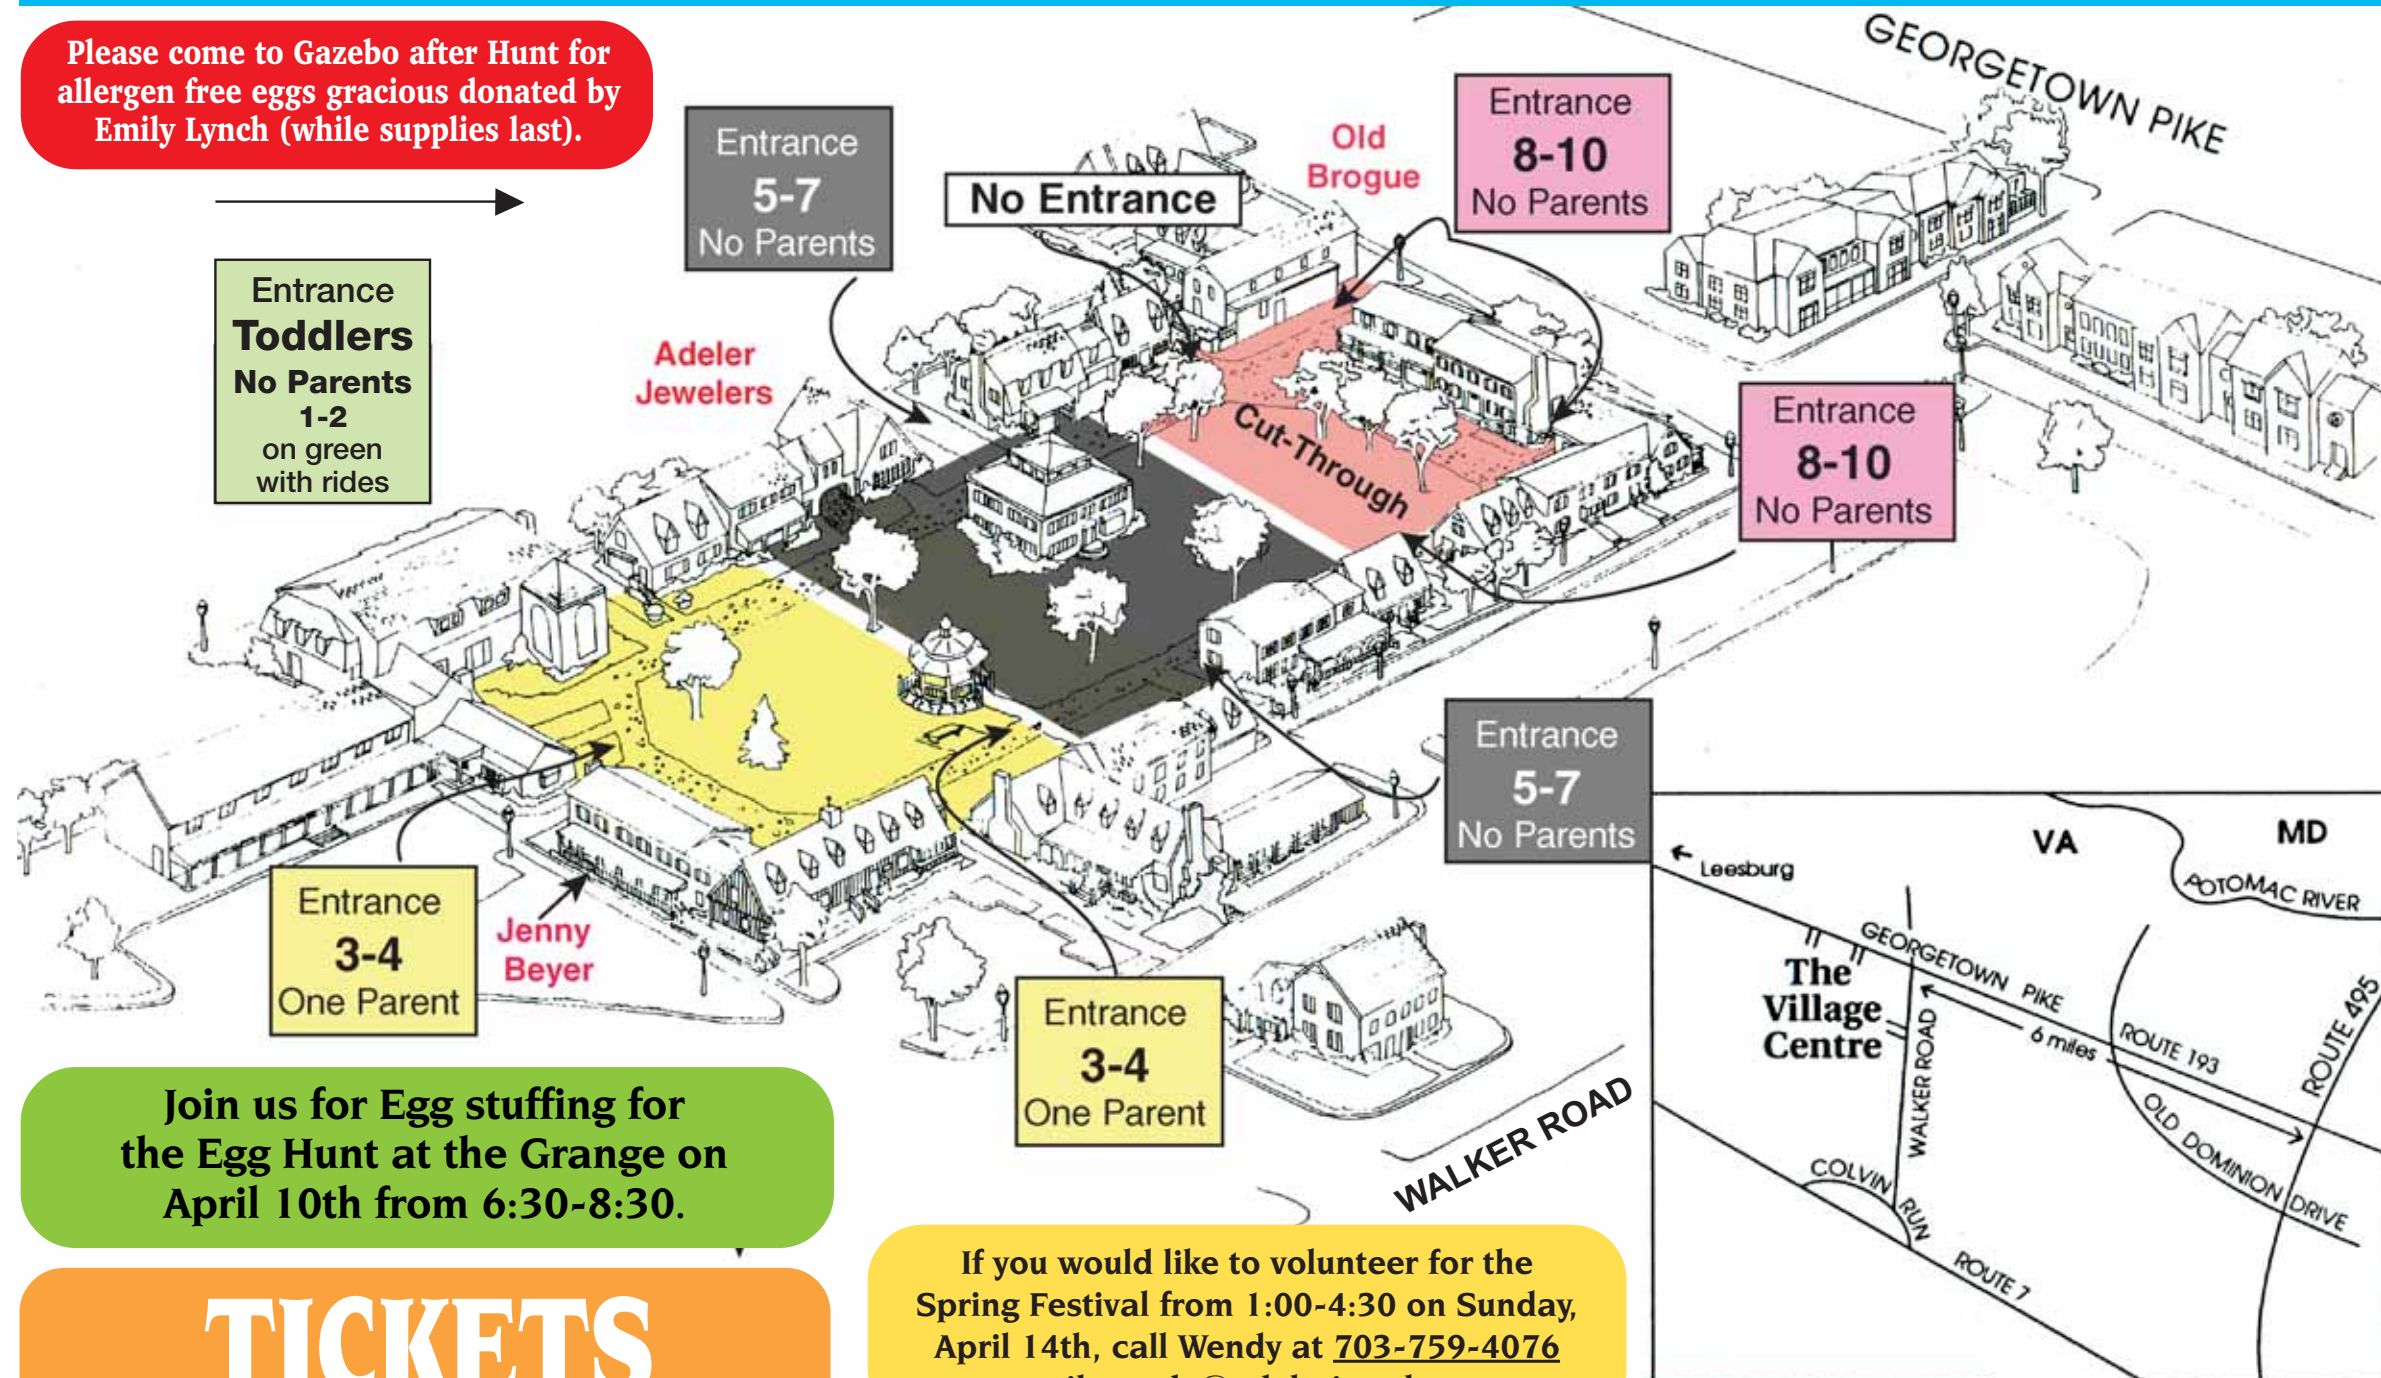 Please come to Gazebo after Hunt for
allergen free eggs gracious donated by
Emily Lynch (while supplies last).
Entrance
Toddlers
No Parents
1-2
on green
with rides
Entrance
5-7
No Parents
No Entrance
Old
Brogue
Entrance
8-10
No Parents
GEORGETOWN PIKE
Adeler
Jewelers
Cut-Through
Entrance
8-10
No Parents
Entrance
5-7
No Parents
Entrance
3-4
One Parent
Jenny
Beyer
Entrance
3-4
One Parent
WALKER ROAD
VA
MD
Leesburg
POTOMAC RIVER
GEORGETOWN PIKE
The
Village
Centre
WALKER ROAD
6 miles
ROUTE 193
ROUTE 495
OLD DOMINION DRIVE
COLVIN RUN
ROUTE 7
Join us for Egg stuffing for
the Egg Hunt at the Grange on
April 10th from 6:30-8:30.
TICKETS
If you would like to volunteer for the
Spring Festival from 1:00-4:30 on Sunday,
April 14th, call Wendy at 703-759-4076